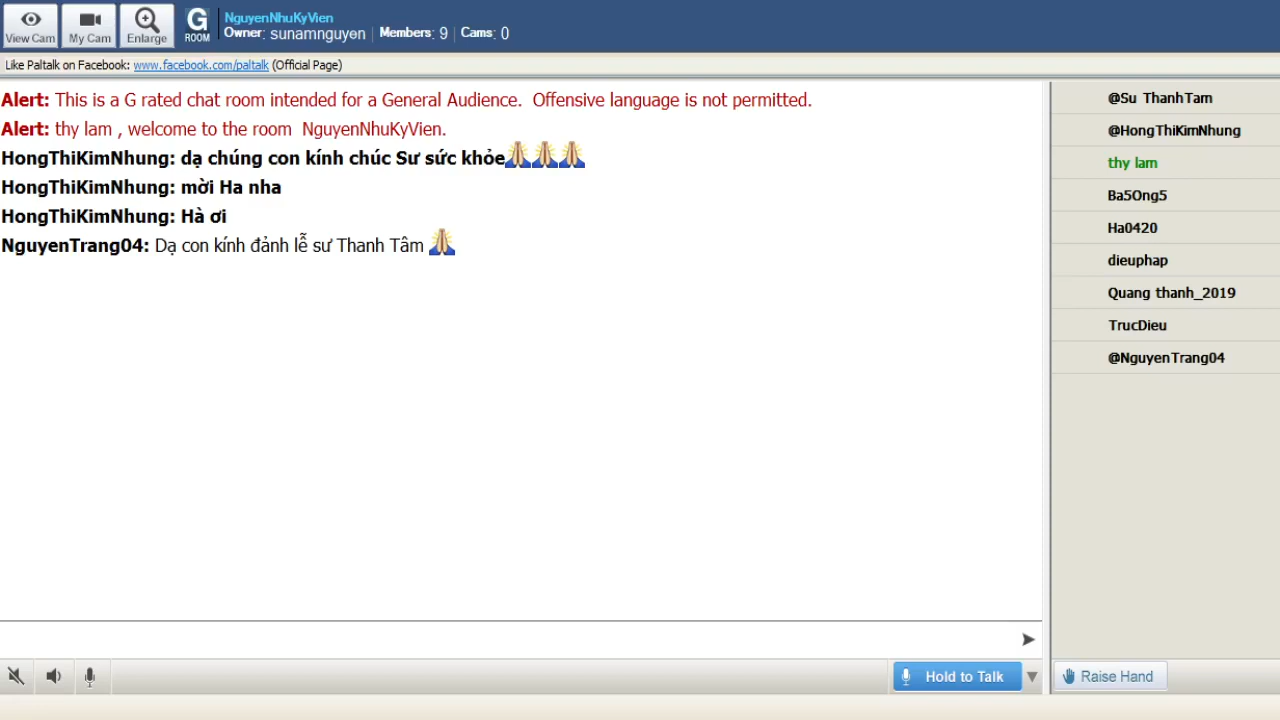 View Cam
My Cam
Enlarge
G
ROOM
NguyenNhuKyVien
Owner: sunamnguyen | Members: 9 | Cams: 0
Like Paltalk on Facebook: www.facebook.com/paltalk (Official Page)
Alert: This is a G rated chat room intended for a General Audience.  Offensive language is not permitted.
Alert: thy lam , welcome to the room  NguyenNhuKyVien.
HongThiKimNhung: dạ chúng con kính chúc Sư sức khỏe
HongThiKimNhung: mời Ha nha
HongThiKimNhung: Hà ơi
NguyenTrang04: Dạ con kính đảnh lễ sư Thanh Tâm
@Su ThanhTam
@HongThiKimNhung
thy lam
Ba5Ong5
Ha0420
dieuphap
Quang thanh_2019
TrucDieu
@NguyenTrang04
Hold to Talk
Raise Hand